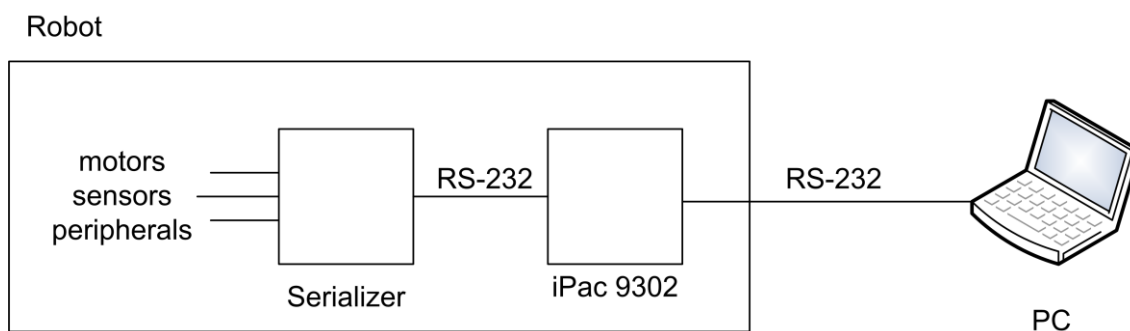 Robot
motors
sensors
peripherals
RS-232
RS-232
Serializer
iPac 9302
PC